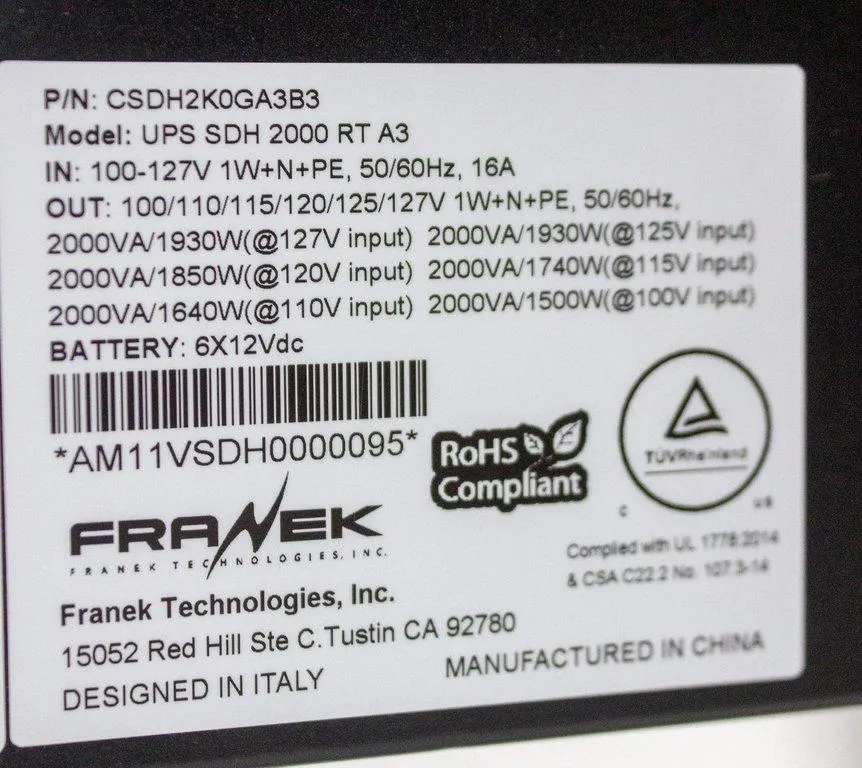 P/N: CSDH2K0GA3B3
Model: UPS SDH 2000 RT A3
IN: 100-127V 1W+N+PE, 50/60Hz, 16A
OUT: 100/110/115/120/125/127V 1W+N+PE, 50/60Hz,
2000VA/1930W(@127V input) 2000VA/1930W(@125V input)
2000VA/1850W(@120V input) 2000VA/1740W(@115V input)
2000VA/1640W(@110V input) 2000VA/1500W(@100V input)
BATTERY: 6X12Vdc
*AM11VSDH0000095*
RoHS
Compliant
TÜVRheinland
C US
FRANEK
FRANEK TECHNOLOGIES, INC.
Complied with UL 1778:2014
& CSA C22.2 No. 107.3-14
Franek Technologies, Inc.
15052 Red Hill Ste C.Tustin CA 92780
DESIGNED IN ITALY
MANUFACTURED IN CHINA